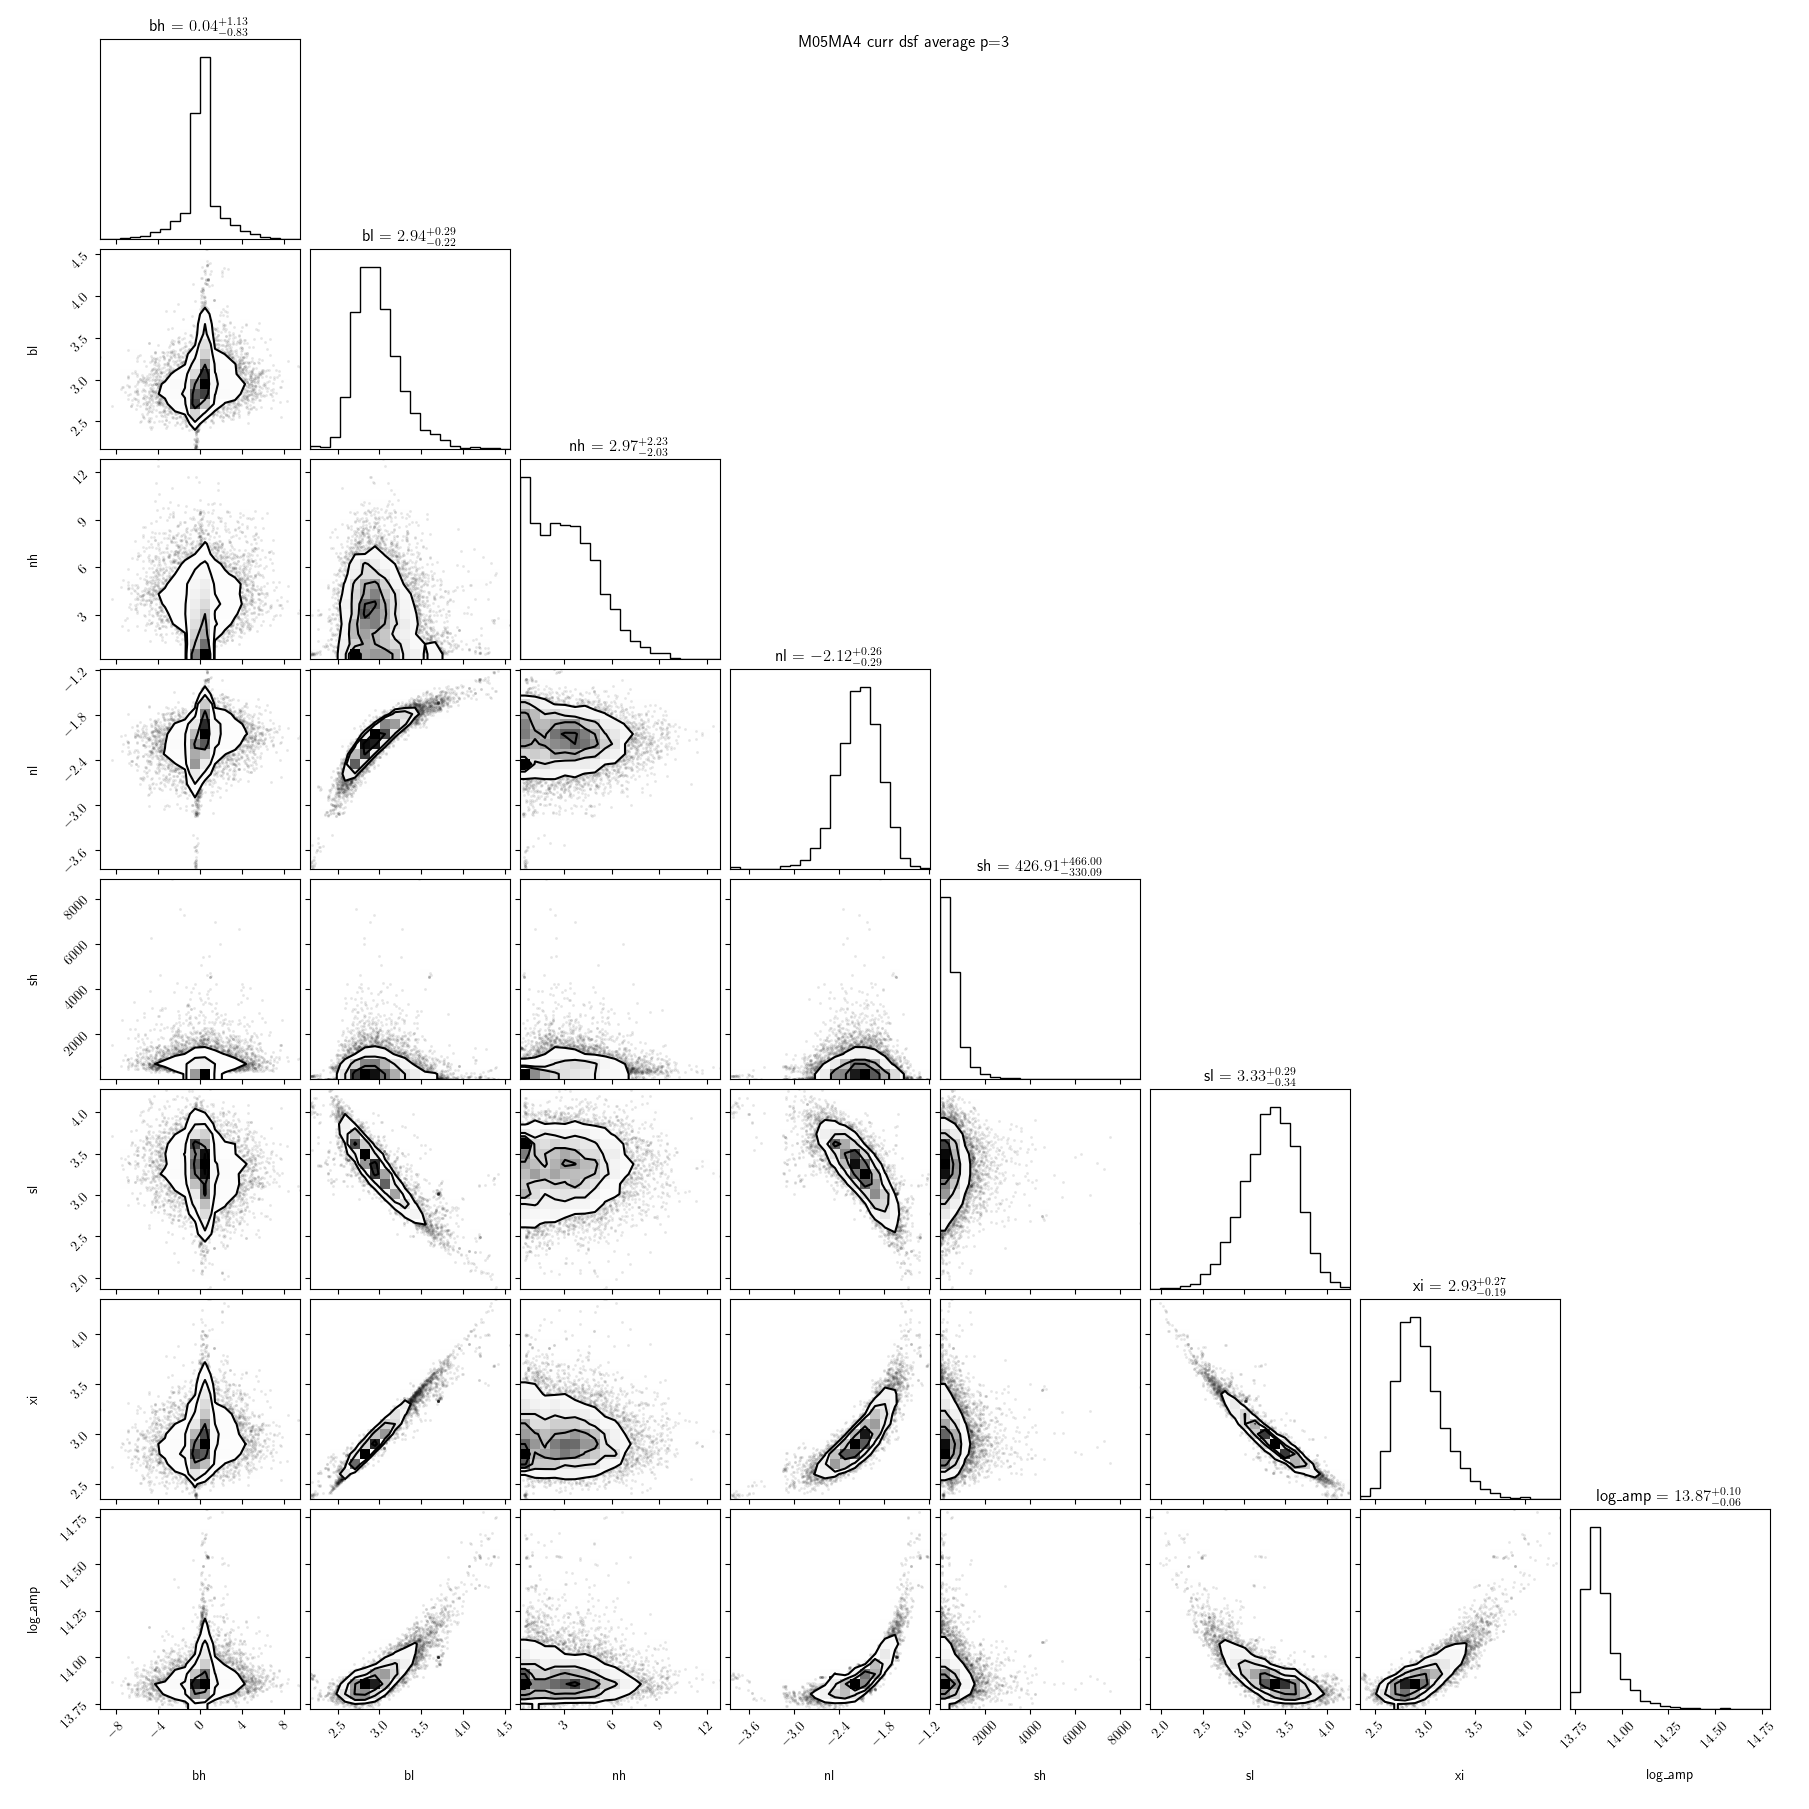 M05MA4 curr dsf average p=3
bh = 0.04+1.13−0.83
bl = 2.94+0.29−0.22
nh = 2.97+2.23−2.03
nl = −2.12+0.26−0.29
sh = 426.91+466.00−330.09
sl = 3.33+0.29−0.34
xi = 2.93+0.27−0.19
log_amp = 13.87+0.10−0.06
bl
4.5
4.0
3.5
3.0
2.5
nh
12
9
6
3
nl
−1.2
−1.8
−2.4
−3.0
−3.6
sh
8000
6000
4000
2000
sl
4.0
3.5
3.0
2.5
2.0
xi
4.0
3.5
3.0
2.5
log_amp
14.75
14.50
14.25
14.00
13.75
−8 −4 0 4 8
2.5 3.0 3.5 4.0 4.5
3 6 9 12
−3.6 −3.0 −2.4 −1.8 −1.2
2000 4000 6000 8000
2.0 2.5 3.0 3.5 4.0
2.5 3.0 3.5 4.0
13.75 14.00 14.25 14.50 14.75
bh bl nh nl sh sl xi log_amp